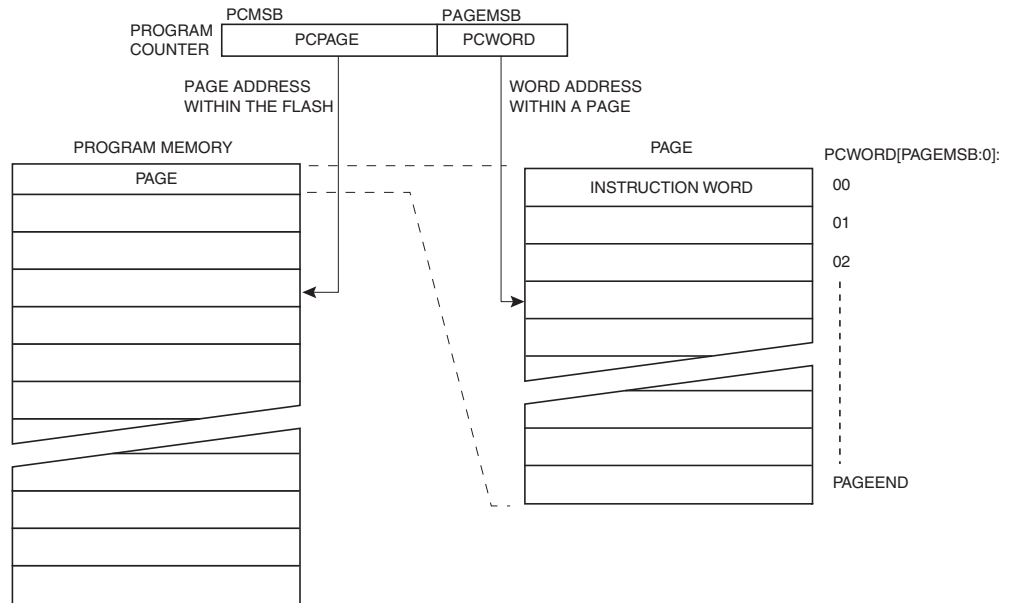 PCMSB
PAGEMSB
PROGRAM
COUNTER
PCPAGE
PCWORD
PAGE ADDRESS
WITHIN THE FLASH
WORD ADDRESS
WITHIN A PAGE
PROGRAM MEMORY
PAGE
PAGE
INSTRUCTION WORD
PCWORD[PAGEMSB:0]:
00
01
02
PAGEEND